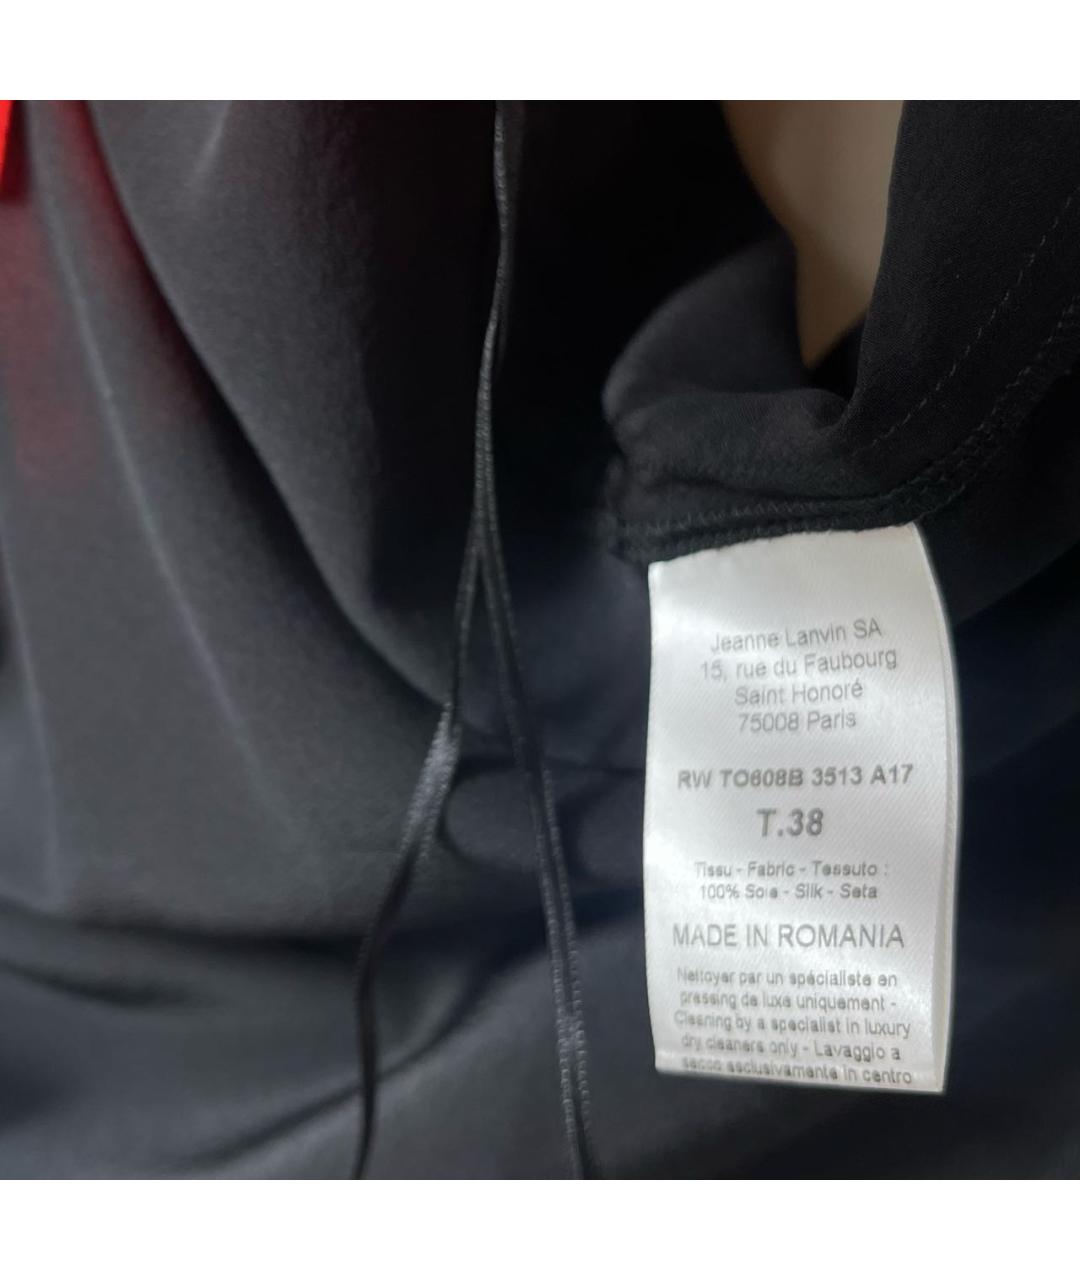 Jeanne Lanvin SA
15, rue du Faubourg
Saint Honoré
75008 Paris
RW TO608B 3513 A17
T.38
Tissu - Fabric - Tessuto :
100% Soie - Silk - Seta
MADE IN ROMANIA
Nettoyer par un spécialiste en
pressing de luxe uniquement -
Cleaning by a specialist in luxury
dry cleaners only - Lavaggio a
secco esclusivamente in centro